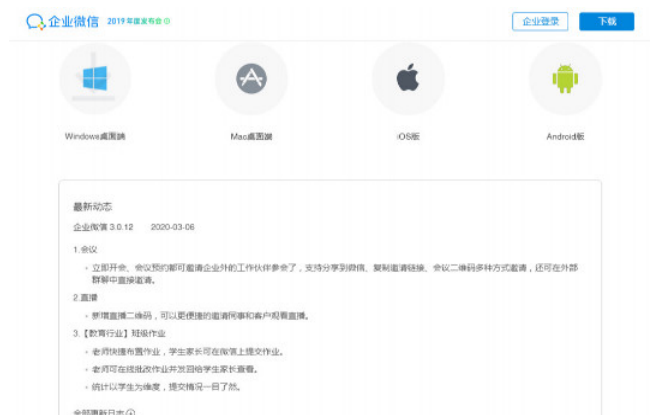 企业微信 2019年度发布会
企业登录 下载
Windows桌面端 Mac桌面端 iOS版 Android版
最新动态
企业微信 3.0.12 2020-03-06
1.会议
· 立即开会、会议预约都可邀请企业外的工作伙伴参会了，支持分享到微信、复制邀请链接、会议二维码多种方式邀请，还可在外部
群聊中直接邀请。
2.直播
· 新增直播二维码，可以更便捷的邀请同事和客户观看直播。
3.【教育行业】班级作业
· 老师快捷布置作业，学生家长可在微信上提交作业。
· 老师可在线批改作业并发回给学生家长查看。
· 统计以学生为维度，提交情况一目了然。
全部更新日志